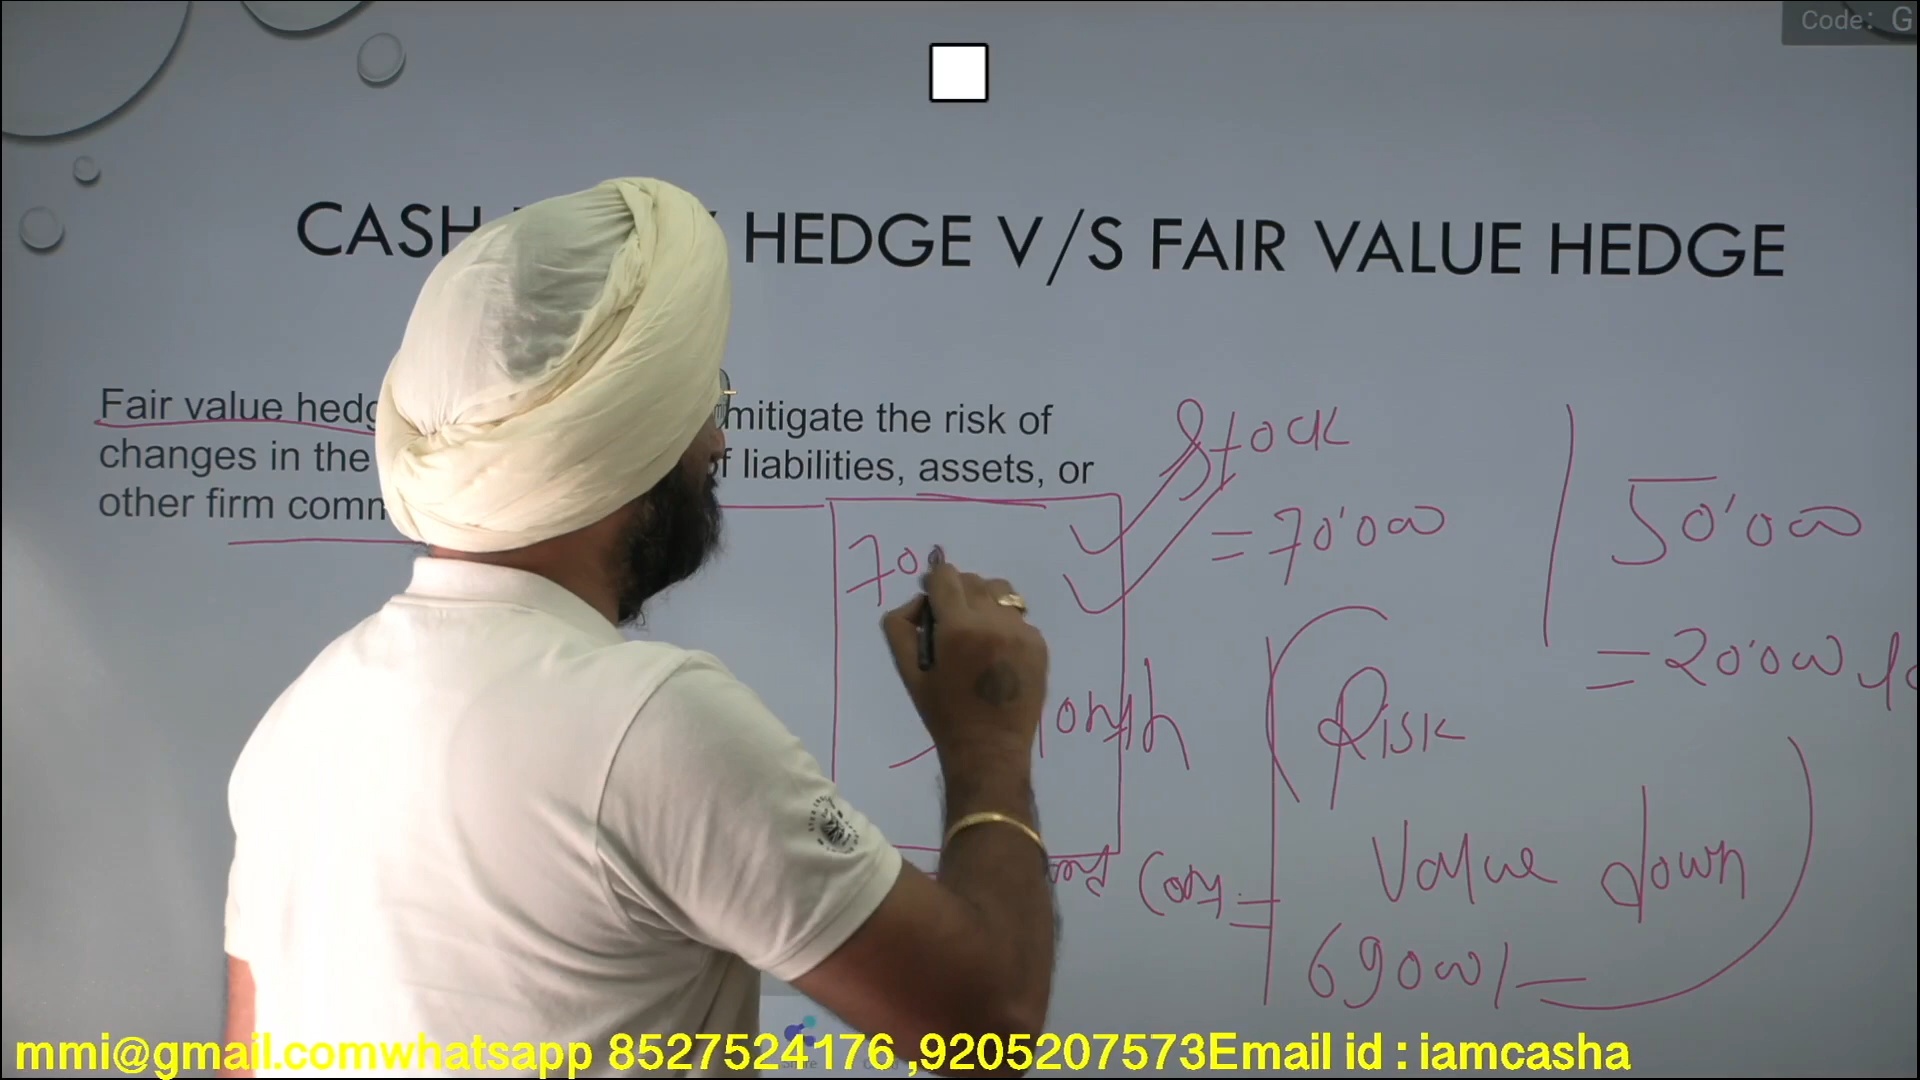 Code: G
CASH HEDGE V/S FAIR VALUE HEDGE
Fair value hedg mitigate the risk of
changes in the f liabilities, assets, or
other firm comm
Stock
= 70'000
50'000
= 20'000
700
onth
Risk
Value down
69000/-
mmi@gmail.comwhatsapp 8527524176 ,9205207573Email id : iamcasha